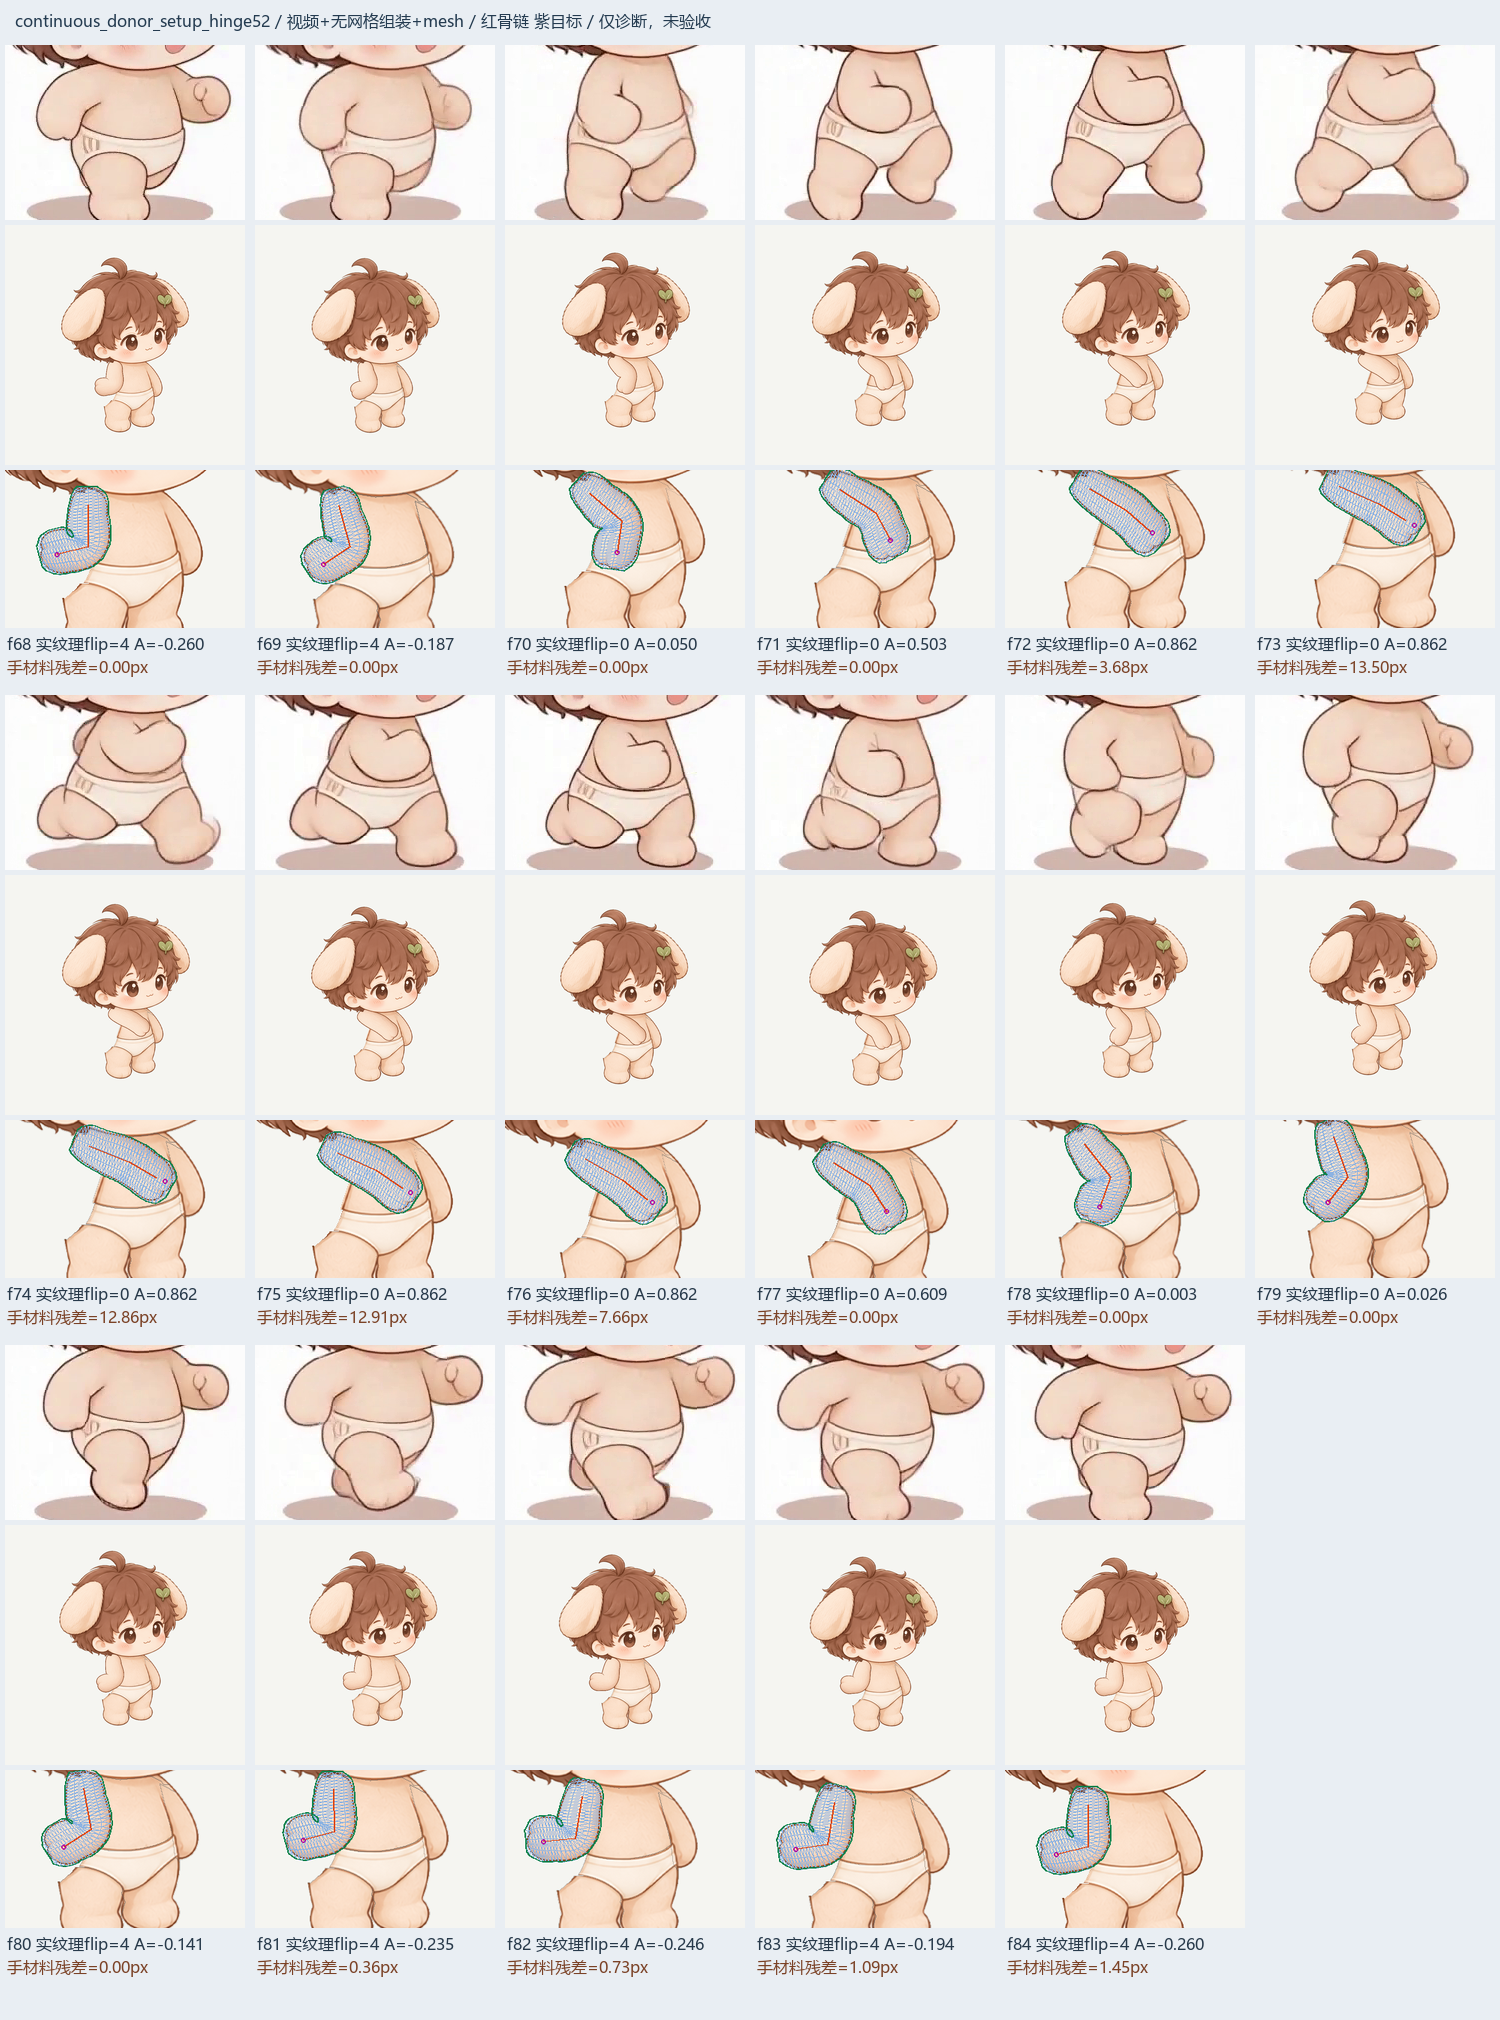 continuous_donor_setup_hinge52 / 视频+无网格组装+mesh / 红骨链 紫目标 / 仅诊断，未验收
f68 实纹理flip=4 A=-0.260
手材料残差=0.00px
f69 实纹理flip=4 A=-0.187
手材料残差=0.00px
f70 实纹理flip=0 A=0.050
手材料残差=0.00px
f71 实纹理flip=0 A=0.503
手材料残差=0.00px
f72 实纹理flip=0 A=0.862
手材料残差=3.68px
f73 实纹理flip=0 A=0.862
手材料残差=13.50px
f74 实纹理flip=0 A=0.862
手材料残差=12.86px
f75 实纹理flip=0 A=0.862
手材料残差=12.91px
f76 实纹理flip=0 A=0.862
手材料残差=7.66px
f77 实纹理flip=0 A=0.609
手材料残差=0.00px
f78 实纹理flip=0 A=0.003
手材料残差=0.00px
f79 实纹理flip=0 A=0.026
手材料残差=0.00px
f80 实纹理flip=4 A=-0.141
手材料残差=0.00px
f81 实纹理flip=4 A=-0.235
手材料残差=0.36px
f82 实纹理flip=4 A=-0.246
手材料残差=0.73px
f83 实纹理flip=4 A=-0.194
手材料残差=1.09px
f84 实纹理flip=4 A=-0.260
手材料残差=1.45px